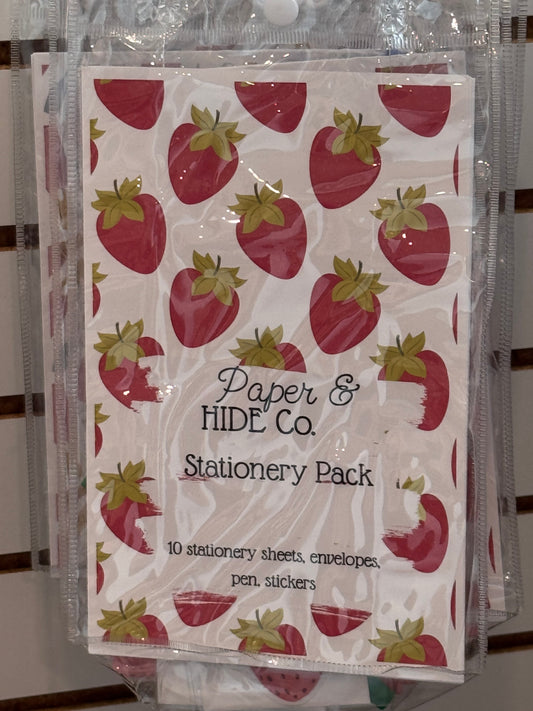 Paper &
HIDE Co.
Stationery Pack
10 stationery sheets, envelopes,
pen, stickers